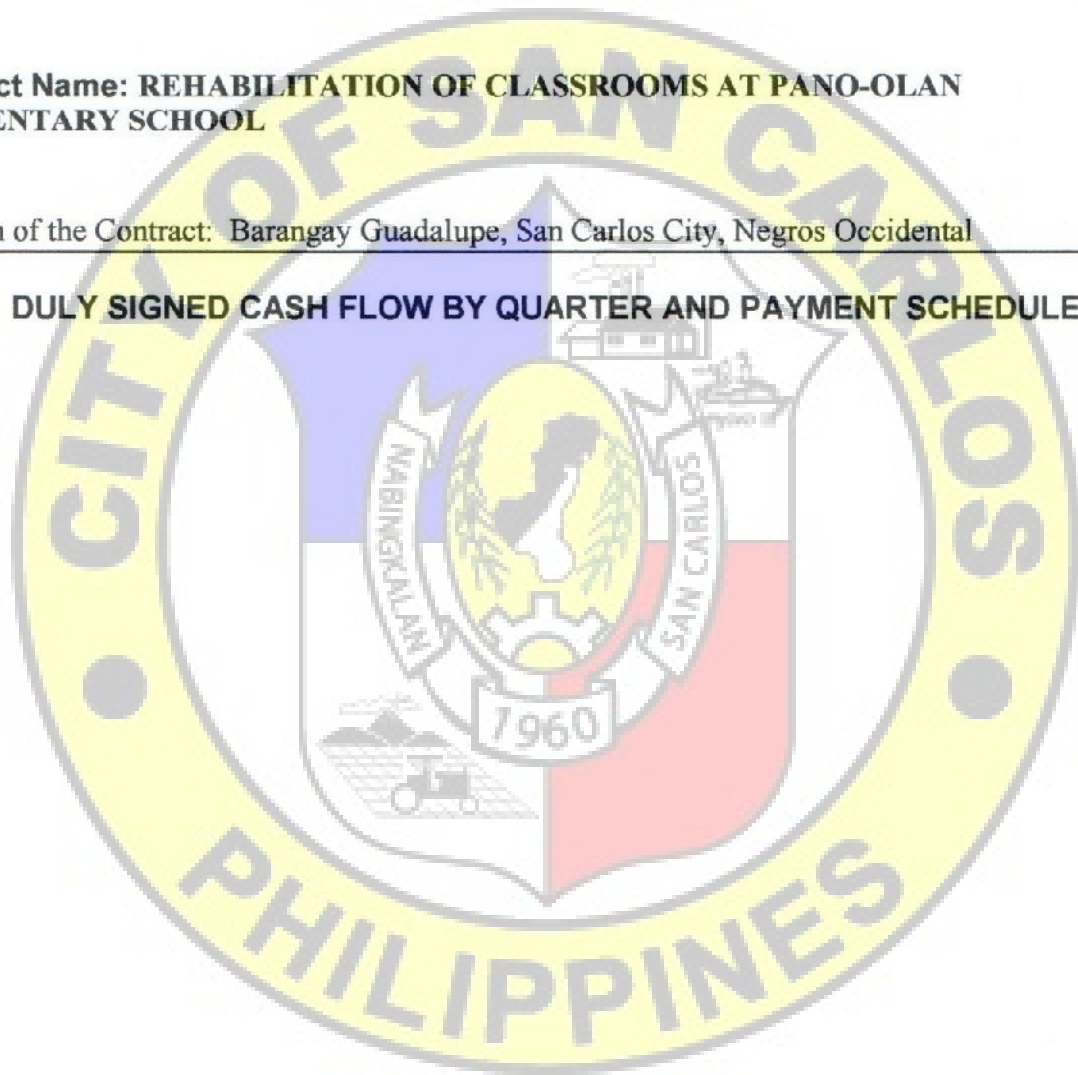 ct Name: REHABILITATION OF CLASSROOMS AT PANO-OLAN
ENTARY SCHOOL
n of the Contract: Barangay Guadalupe, San Carlos City, Negros Occidental
DULY SIGNED CASH FLOW BY QUARTER AND PAYMENT SCHEDULE
CITY OF SAN CARLOS
NABINGKALAN
SAN CARLOS
1960
PHILIPPINES